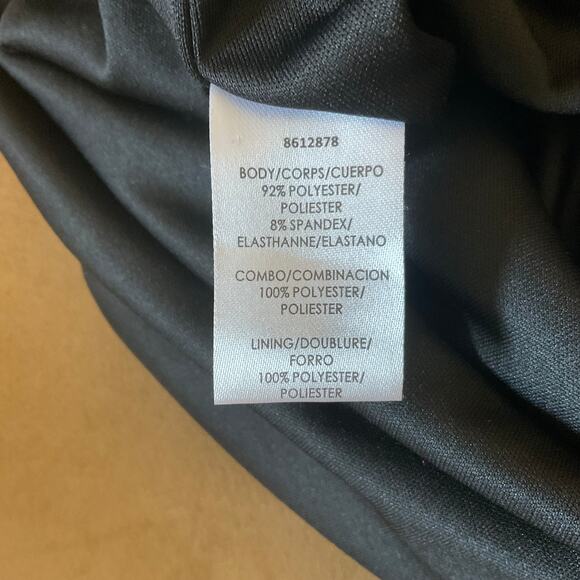 8612878
BODY/CORPS/CUERPO
92% POLYESTER/
POLIESTER
8% SPANDEX/
ELASTHANNE/ELASTANO
COMBO/COMBINACION
100% POLYESTER/
POLIESTER
LINING/DOUBLURE/
FORRO
100% POLYESTER/
POLIESTER